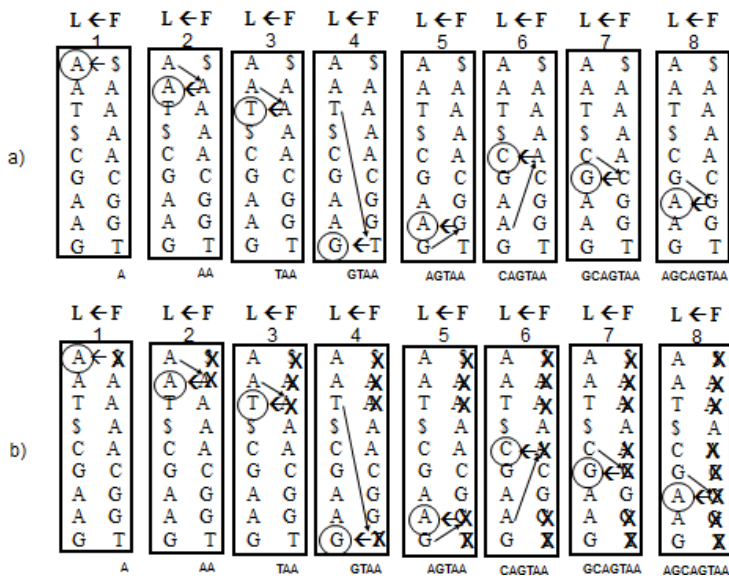 L ← F L ← F L ← F L ← F L ← F L ← F L ← F L ← F
1 2 3 4 5 6 7 8
a)
A ← $ A $ A $ A $ A $ A $ A $ A $
A A A ← A A A A A A A A A A A A A
T A T A T ← A T A T A T A T A T A
$ A $ A $ A $ A $ A $ A $ A $ A
C A C A C A C A C A C ← A C A C A
G C G C G C G C G C G C G ← C G C
A G A G A G A G A G A G A G A ← G
A G A G A G A G A ← G A G A G A G
G T G T G T G ← T G T G T G T G T
A AA TAA GTAA AGTAA CAGTAA GCAGTAA AGCAGTAA
L ← F L ← F L ← F L ← F L ← F L ← F L ← F L ← F
1 2 3 4 5 6 7 8
b)
A ← X A X A X A X A X A X A X A X
A A A ← X A X A X A X A X A X A X
T A T A T ← X T X T X T X T X T X
$ A $ A $ A $ A $ A $ A $ A $ A
C A C A C A C A C A C ← X C X C X
G C G C G C G C G C G C G ← X G X
A G A G A G A G A G A G A G A ← X
A G A G A G A G A ← X A X A X A X
G T G T G T G ← X G X G X G X G X
A AA TAA GTAA AGTAA CAGTAA GCAGTAA AGCAGTAA